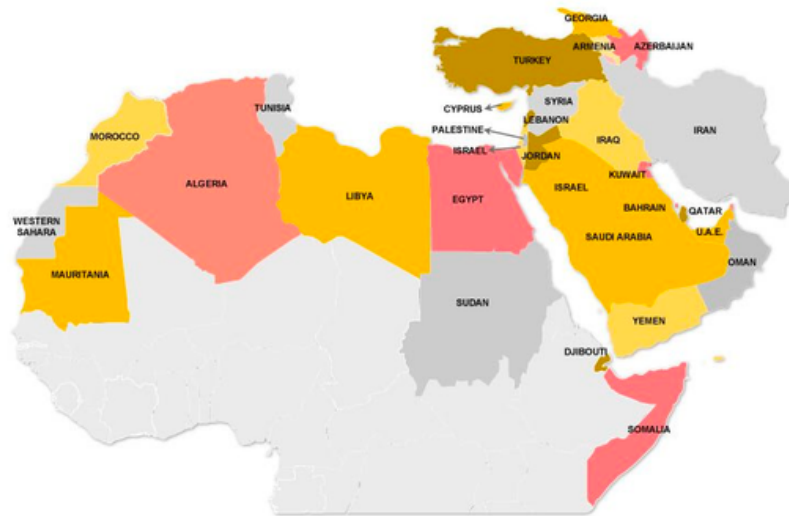 GEORGIA
ARMENIA
AZERBAIJAN
TURKEY
TUNISIA
CYPRUS
SYRIA
LEBANON
MOROCCO
PALESTINE
IRAQ
IRAN
ISRAEL
JORDAN
KUWAIT
ALGERIA
LIBYA
EGYPT
ISRAEL
BAHRAIN
QATAR
WESTERN
SAHARA
SAUDI ARABIA
U.A.E.
OMAN
MAURITANIA
SUDAN
YEMEN
DJIBOUTI
SOMALIA